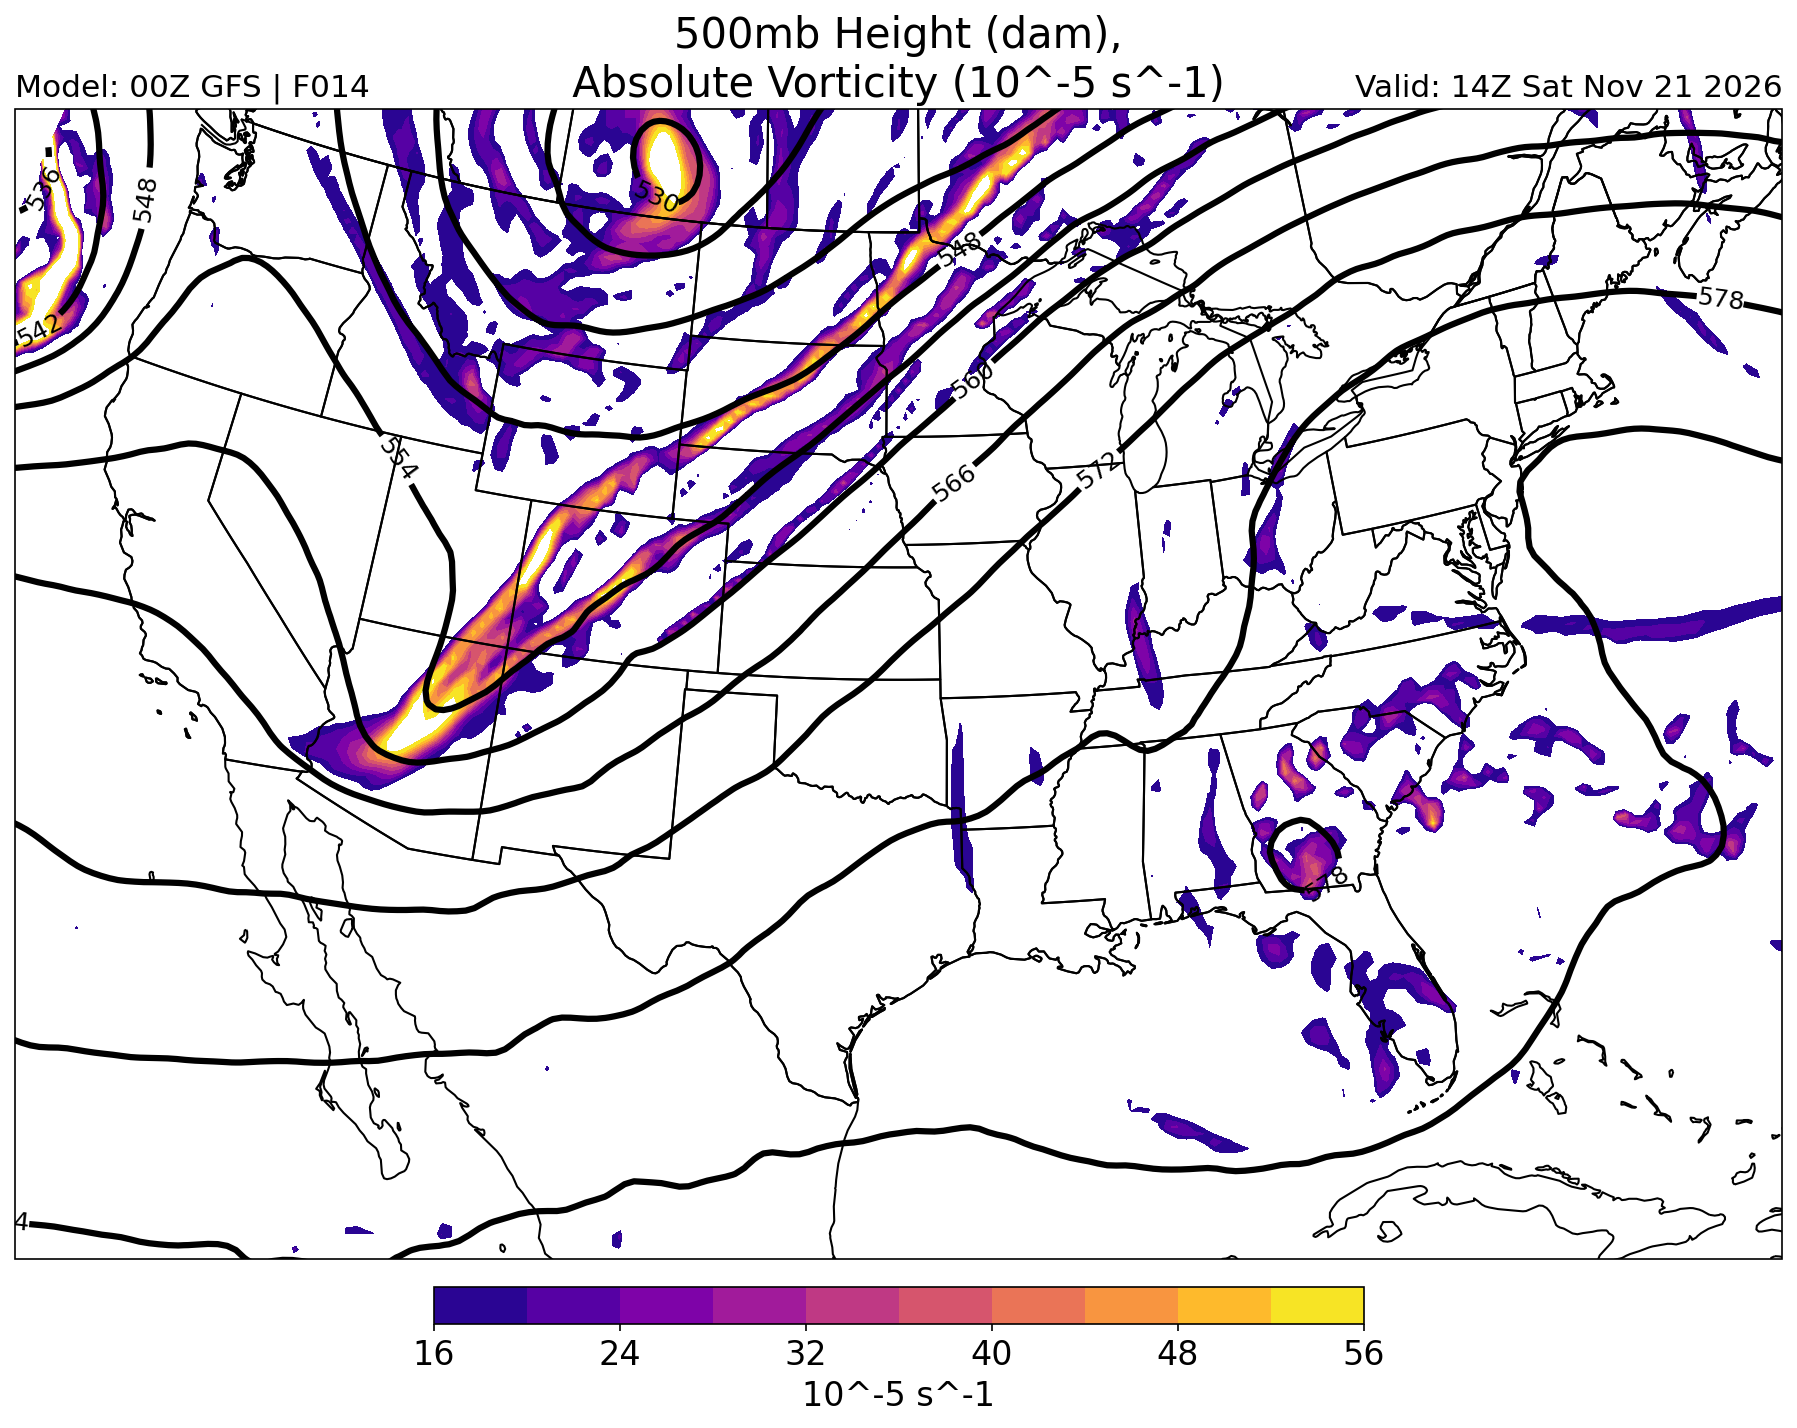 500mb Height (dam),
Absolute Vorticity (10^-5 s^-1)
Model: 00Z GFS | F014
Valid: 14Z Sat Nov 21 2026
536
548
530
542
548
578
554
560
566
572
4
16 24 32 40 48 56
10^-5 s^-1